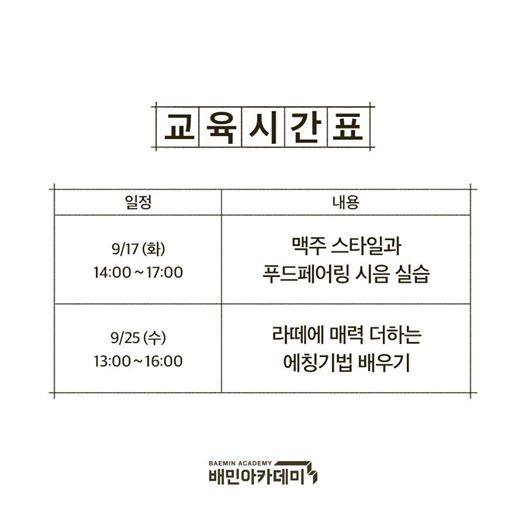 교육시간표
일정 내용
9/17 (화)
14:00 ~ 17:00
맥주 스타일과
푸드페어링 시음 실습
9/25 (수)
13:00 ~ 16:00
라떼에 매력 더하는
에칭기법 배우기
BAEMIN ACADEMY
배민아카데미